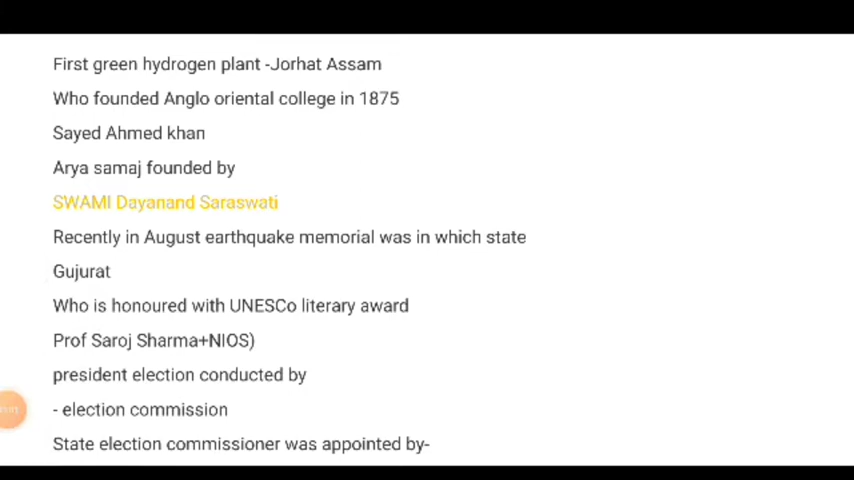 First green hydrogen plant -Jorhat Assam
Who founded Anglo oriental college in 1875
Sayed Ahmed khan
Arya samaj founded by
SWAMI Dayanand Saraswati
Recently in August earthquake memorial was in which state
Gujurat
Who is honoured with UNESCo literary award
Prof Saroj Sharma+NIOS)
president election conducted by
- election commission
State election commissioner was appointed by-